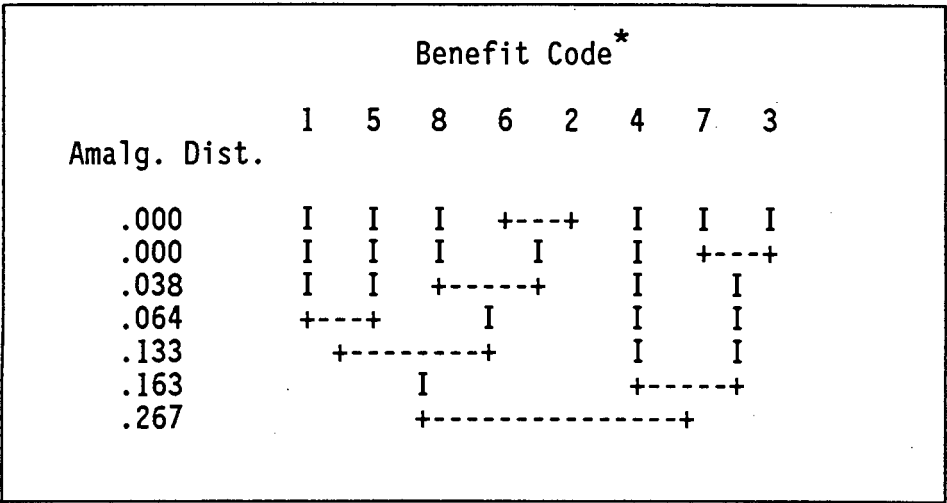 Benefit Code*
1 5 8 6 2 4 7 3
Amalg. Dist.
.000 I I I +---+ I I I
.000 I I I I I +---+
.038 I I +-----+ I I
.064 +---+ I I I
.133 +--------+ I I
.163 I +-----+
.267 +----------------+